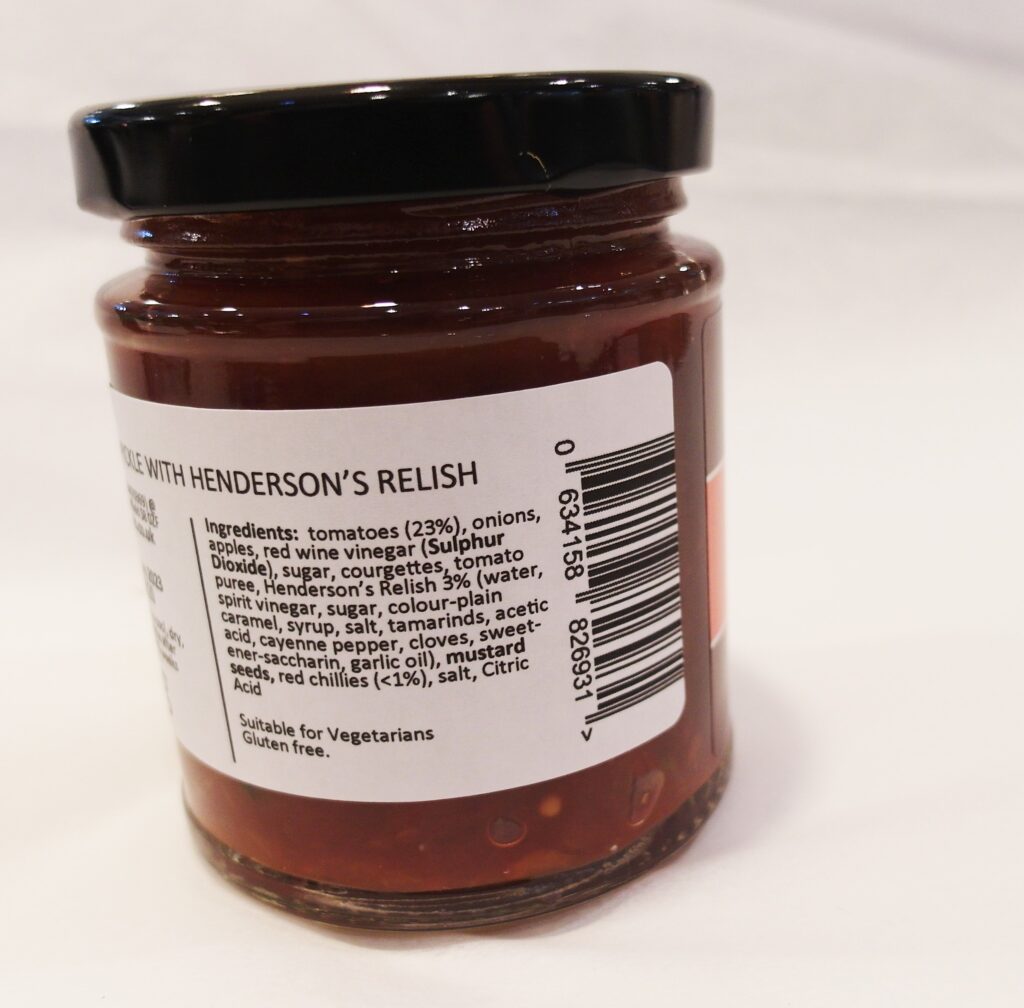 WITH HENDERSON'S RELISH
2023
dry,
Ingredients: tomatoes (23%), onions,
apples, red wine vinegar (Sulphur
Dioxide), sugar, courgettes, tomato
puree, Henderson's Relish 3% (water,
spirit vinegar, sugar, colour-plain
caramel, syrup, salt, tamarinds, acetic
acid, cayenne pepper, cloves, sweet-
ener-saccharin, garlic oil), mustard
seeds, red chillies (<1%), salt, Citric
Acid
Suitable for Vegetarians
Gluten free.
0 634158 826931 >